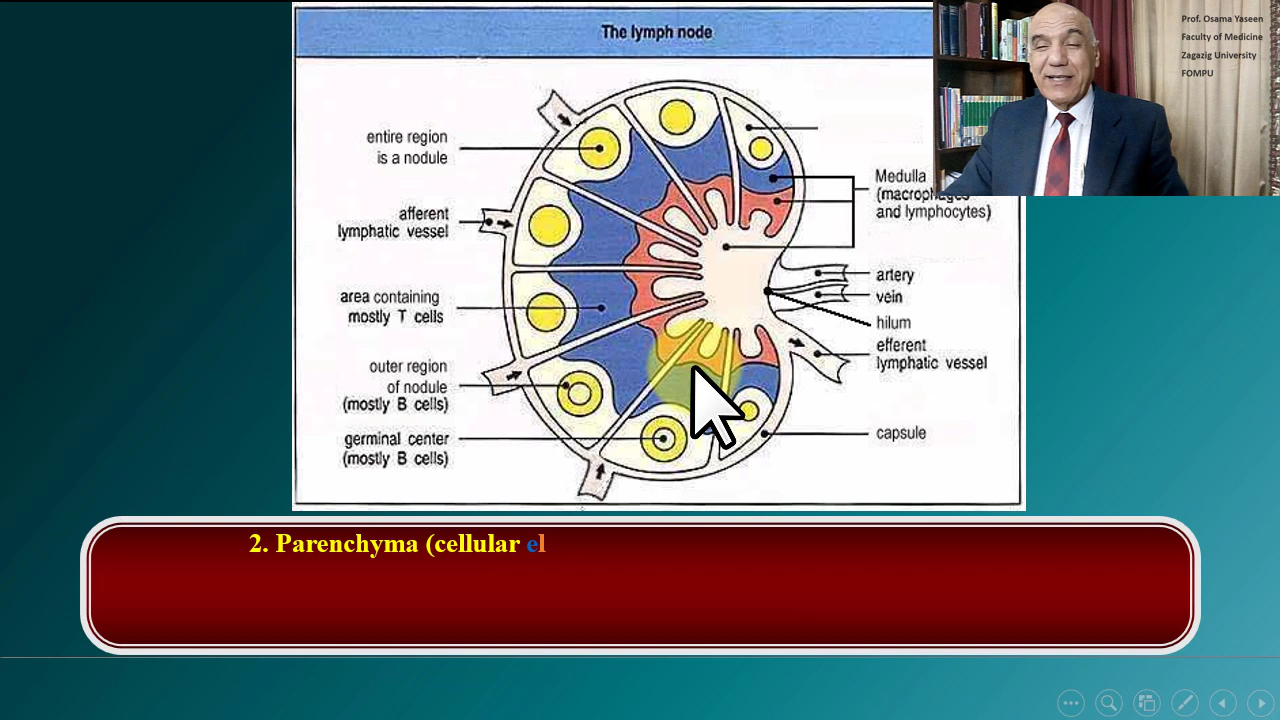 The lymph node
Prof. Osama Yaseen
Faculty of Medicine
Zagazig University
FOMPU
entire region
is a nodule
afferent
lymphatic vessel
area containing
mostly T cells
outer region
of nodule
(mostly B cells)
germinal center
(mostly B cells)
Medulla
(macrophages
and lymphocytes)
artery
vein
hilum
efferent
lymphatic vessel
capsule
2. Parenchyma (cellular el